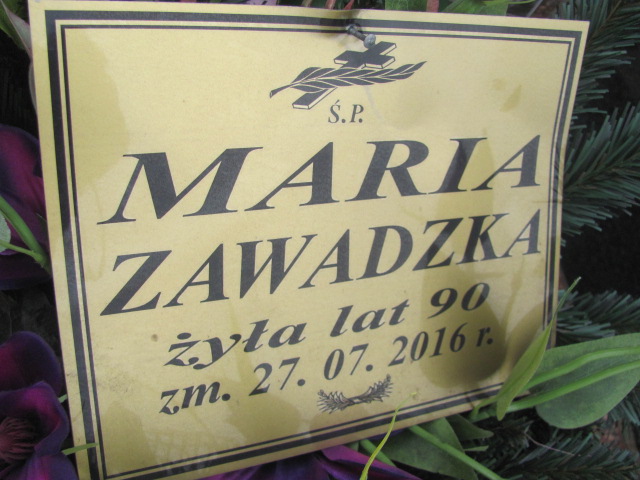 Ś.P.
MARIA
ZAWADZKA
żyła lat 90
zm. 27. 07. 2016 r.